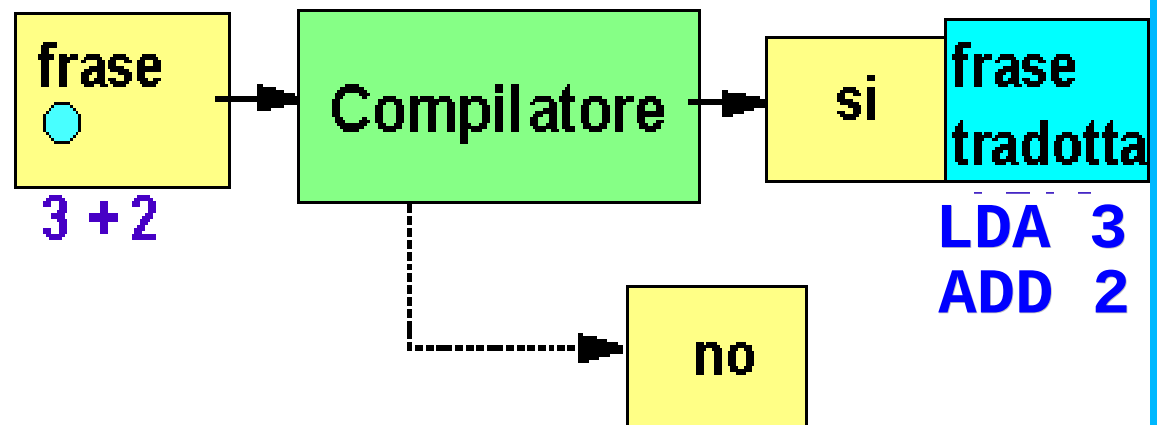 frase
3 + 2
Compilatore
si
frase
tradotta
LDA 3
ADD 2
no